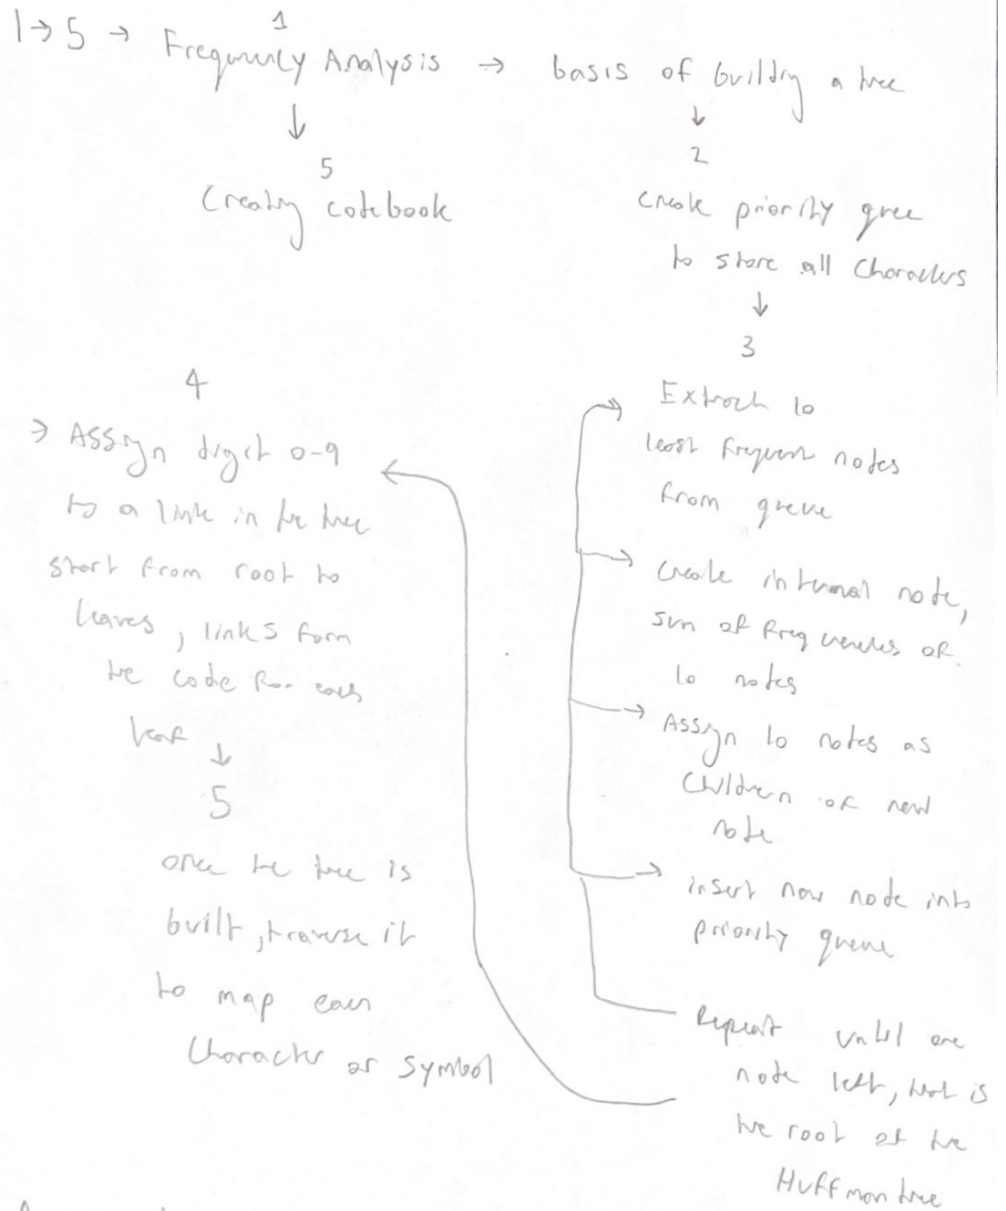 1→5 → Frequency Analysis → basis of building a tree
1
↓
5
Creating codebook
↓
2
create priority queue
to store all characters
↓
3
Extract 10
least frequent nodes
from queue
→ create internal node,
sum of frequencies of
10 nodes
→ Assign 10 nodes as
children of new
node
→ insert new node into
priority queue
Repeat until one
node left, that is
the root of the
Huffman tree
4
→ Assign digit 0-9
to a link in the tree
start from root to
leaves, links form
the code for each
leaf ↓
5
once the tree is
built, traverse it
to map each
character or symbol